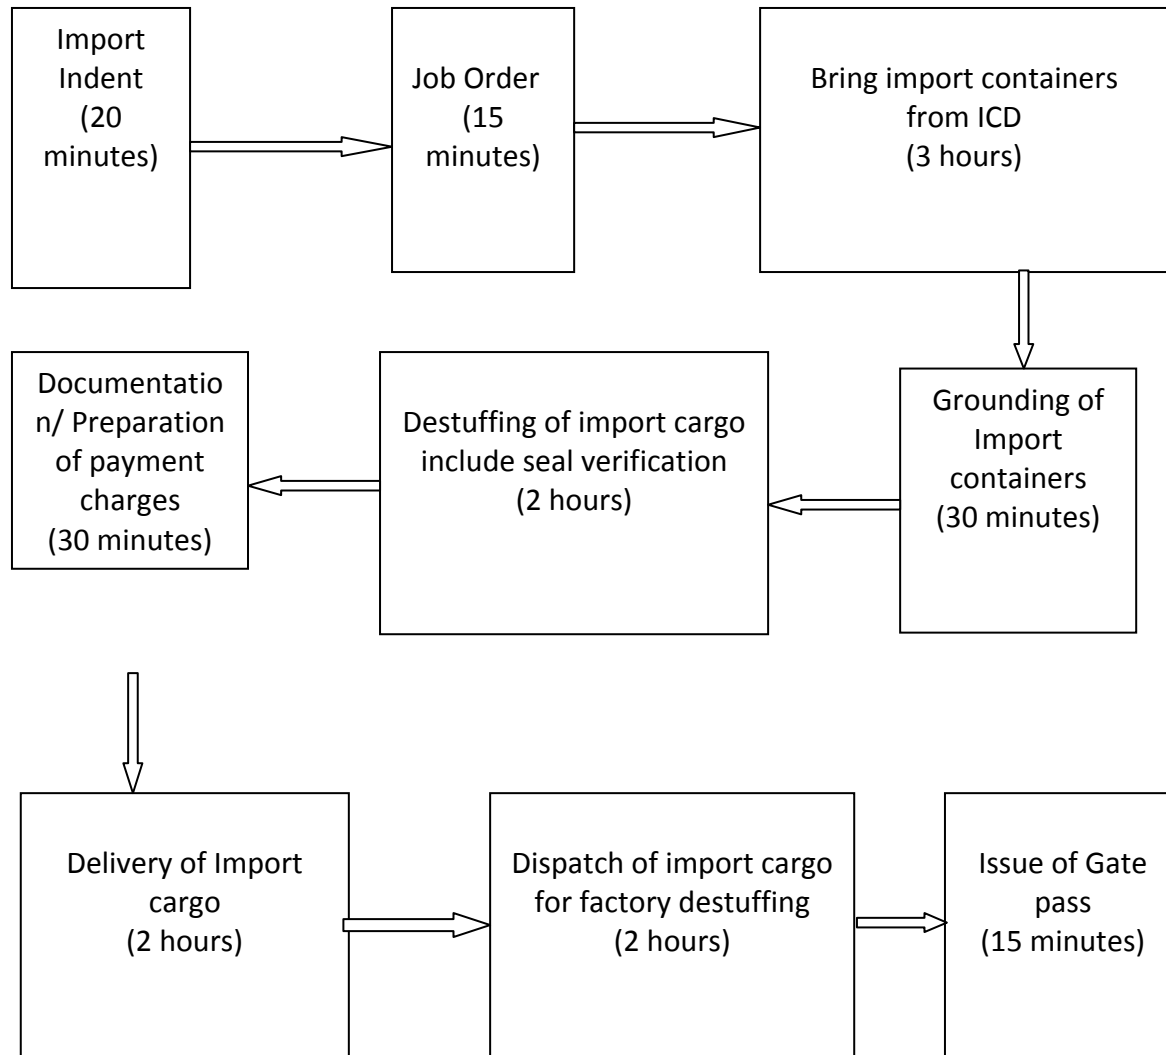 Import
Indent
(20
minutes)
Job Order
(15
minutes)
Bring import containers
from ICD
(3 hours)
Documentatio
n/ Preparation
of payment
charges
(30 minutes)
Destuffing of import cargo
include seal verification
(2 hours)
Grounding of
Import
containers
(30 minutes)
Delivery of Import
cargo
(2 hours)
Dispatch of import cargo
for factory destuffing
(2 hours)
Issue of Gate
pass
(15 minutes)